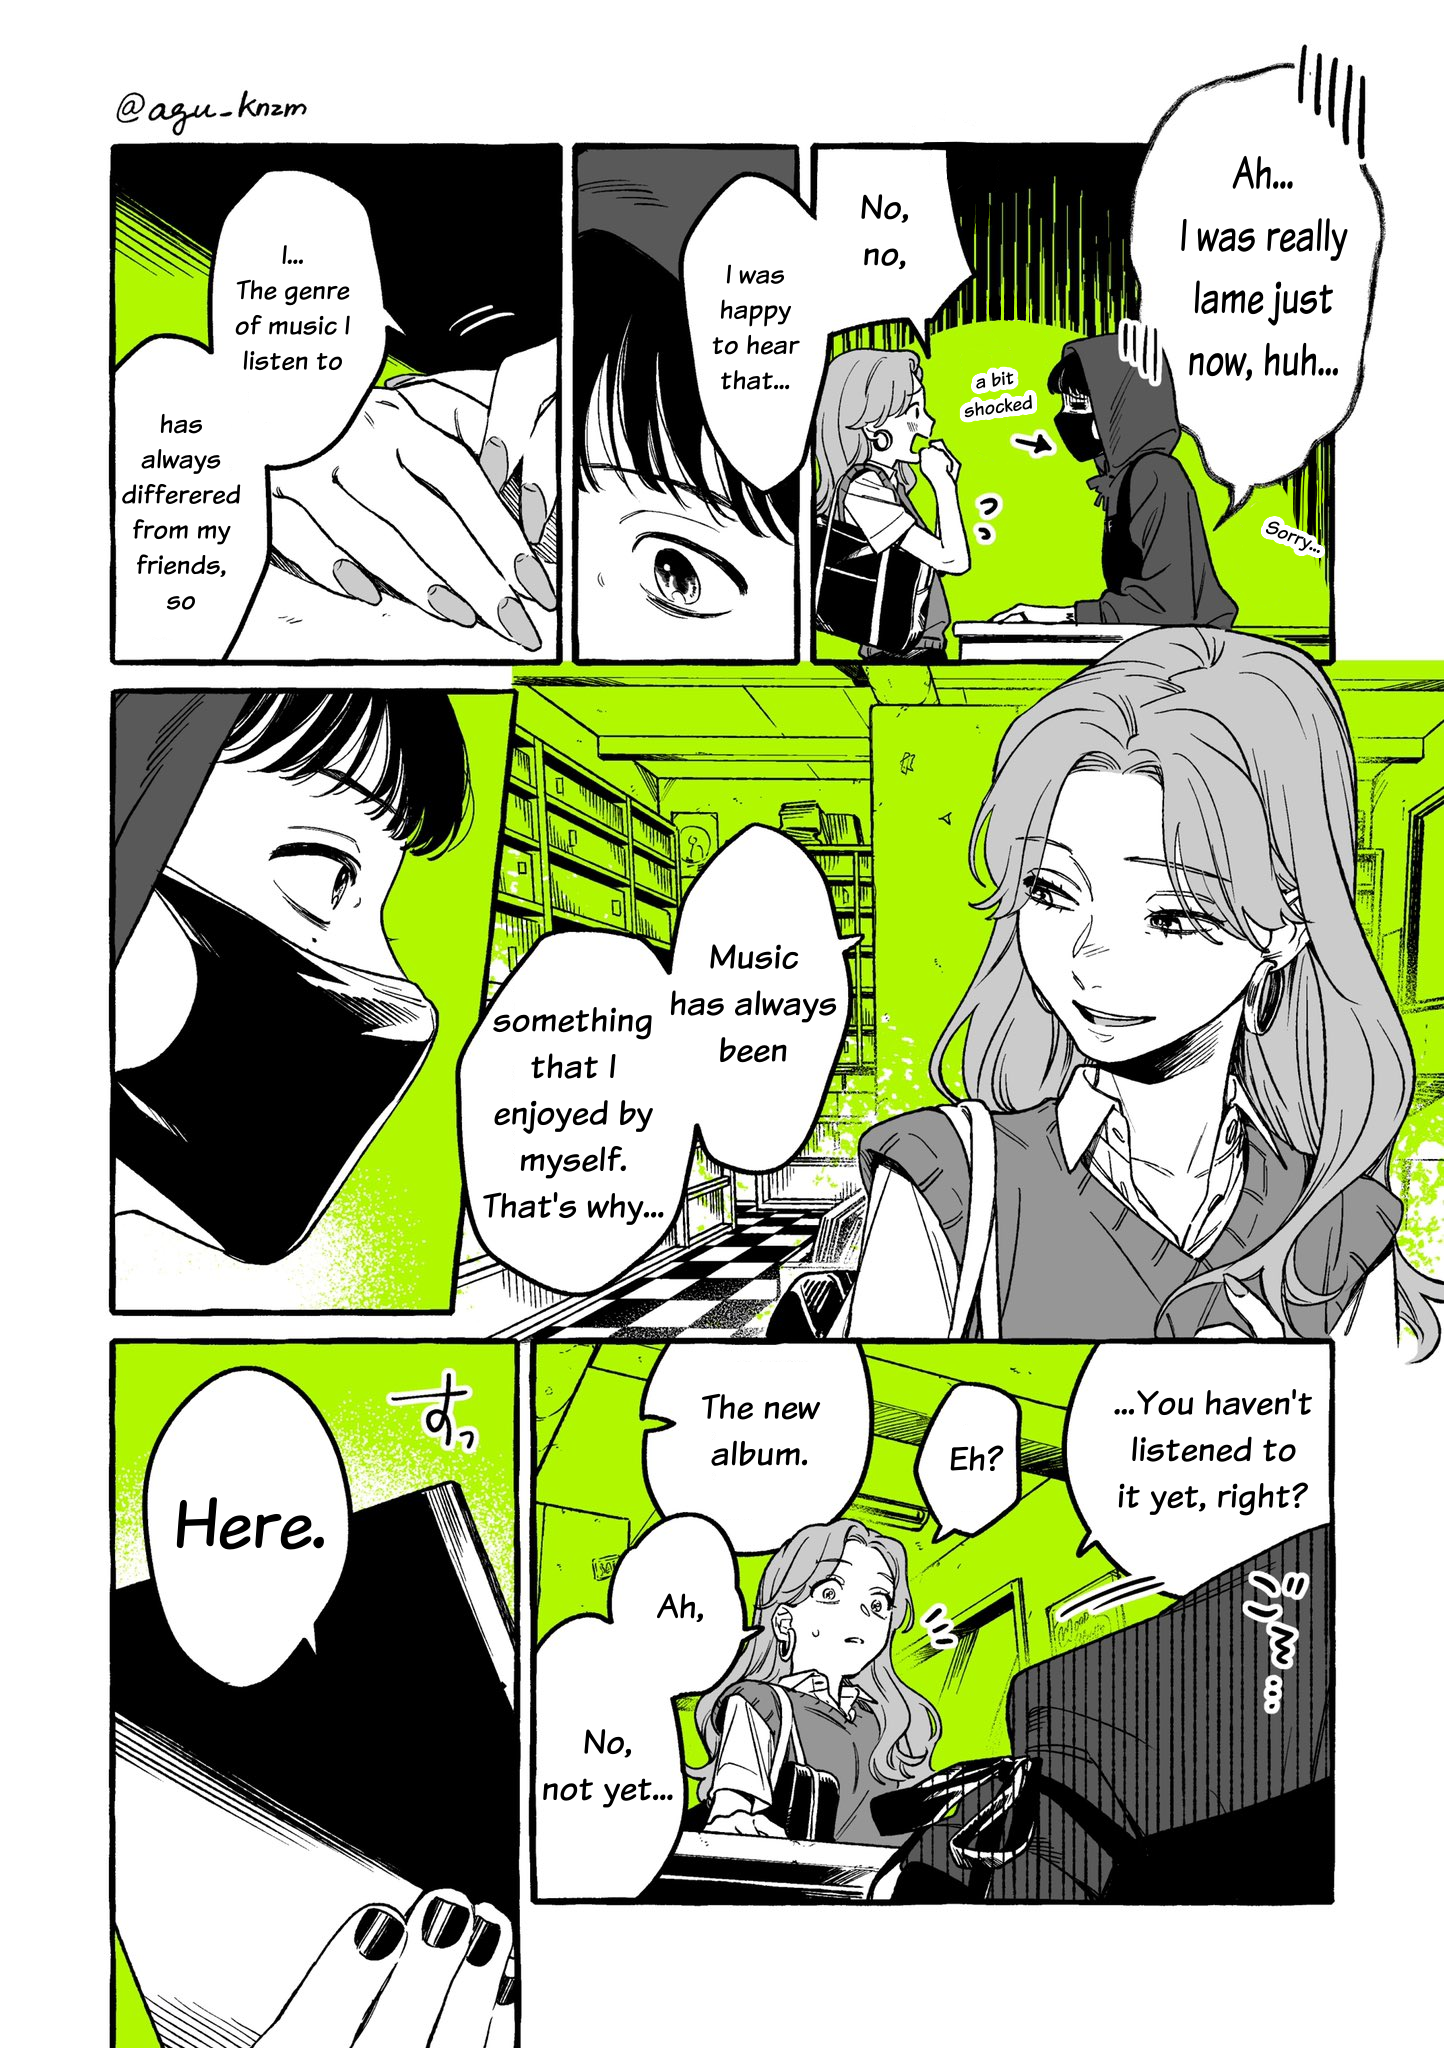 @agu_knzm
Ah...
I was really
lame just
now, huh...
Sorry...
a bit
shocked
No,
no,
I was
happy
to hear
that...
I...
The genre
of music I
listen to
has
always
differered
from my
friends,
so
Music
has always
been
something
that I
enjoyed by
myself.
That's why...
...You haven't
listened to
it yet, right?
Eh?
The new
album.
Ah,
No,
not yet...
Here.
すっ